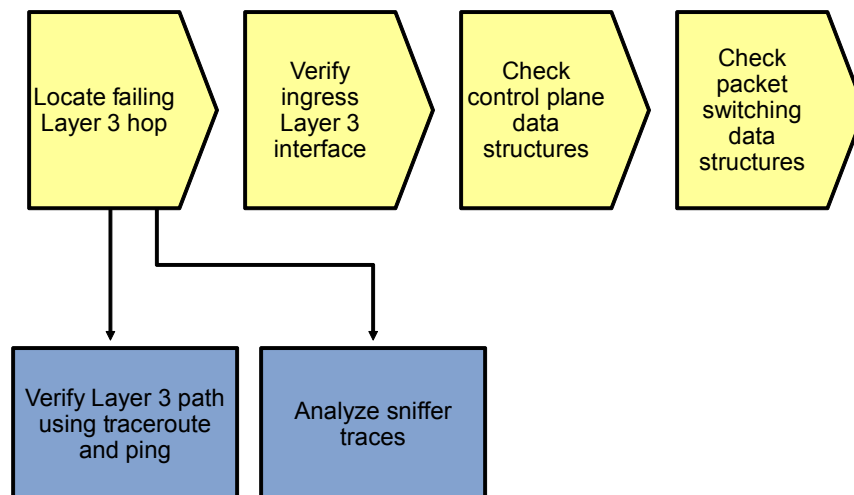 Locate failing
Layer 3 hop
Verify
ingress
Layer 3
interface
Check
control plane
data
structures
Check
packet
switching
data
structures
Verify Layer 3 path
using traceroute
and ping
Analyze sniffer
traces